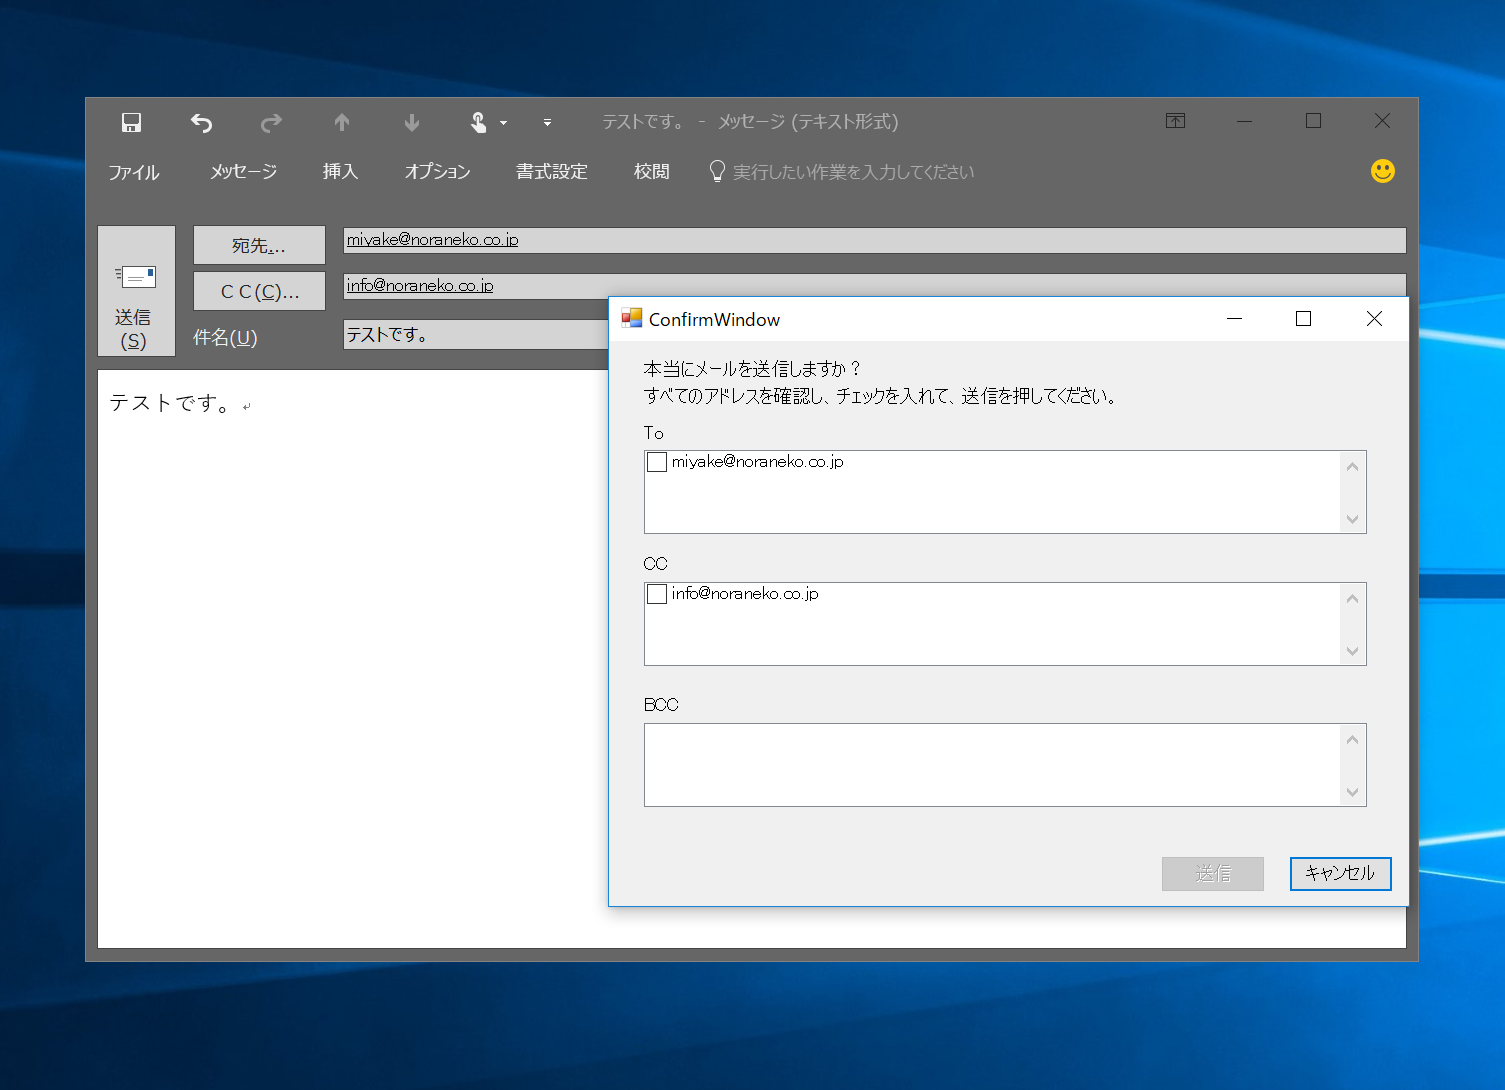 テストです。 - メッセージ (テキスト形式)
ファイル メッセージ 挿入 オプション 書式設定 校閲 実行したい作業を入力してください
送信
(S)
宛先... miyake@noraneko.co.jp
ＣＣ(C)... info@noraneko.co.jp
件名(U) テストです。
テストです。
ConfirmWindow
本当にメールを送信しますか？
すべてのアドレスを確認し、チェックを入れて、送信を押してください。
To
miyake@noraneko.co.jp
CC
info@noraneko.co.jp
BCC
送信 キャンセル